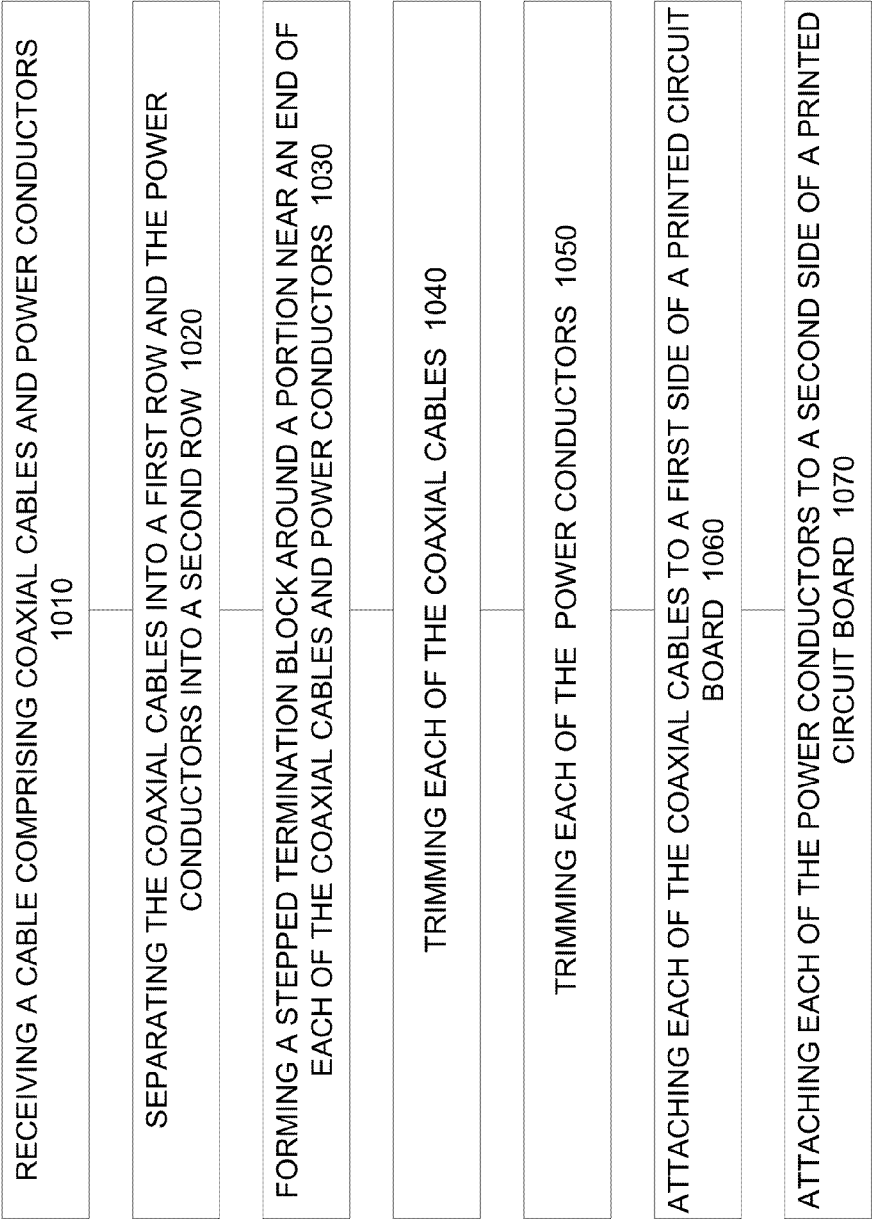 RECEIVING A CABLE COMPRISING COAXIAL CABLES AND POWER CONDUCTORS
1010
SEPARATING THE COAXIAL CABLES INTO A FIRST ROW AND THE POWER
CONDUCTORS INTO A SECOND ROW 1020
FORMING A STEPPED TERMINATION BLOCK AROUND A PORTION NEAR AN END OF
EACH OF THE COAXIAL CABLES AND POWER CONDUCTORS 1030
TRIMMING EACH OF THE COAXIAL CABLES 1040
TRIMMING EACH OF THE POWER CONDUCTORS 1050
ATTACHING EACH OF THE COAXIAL CABLES TO A FIRST SIDE OF A PRINTED CIRCUIT
BOARD 1060
ATTACHING EACH OF THE POWER CONDUCTORS TO A SECOND SIDE OF A PRINTED
CIRCUIT BOARD 1070